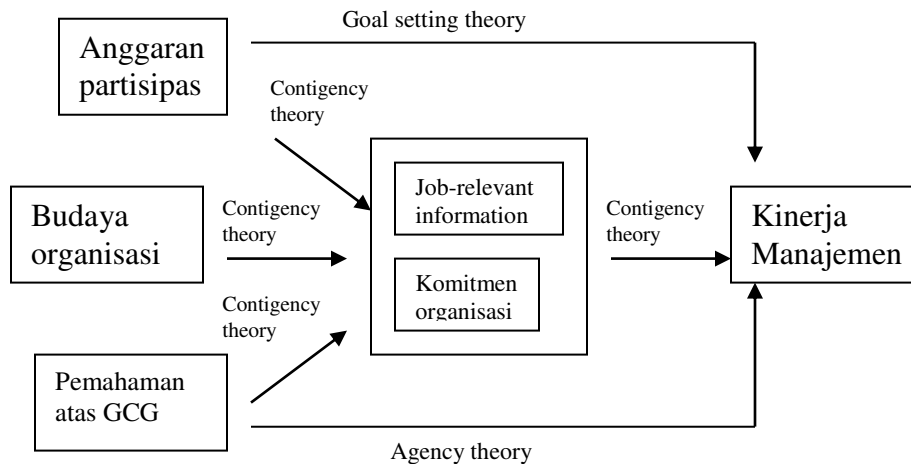 Goal setting theory
Anggaran
partisipas
Contigency
theory
Job-relevant
information
Budaya
organisasi
Contigency
theory
Contigency
theory
Kinerja
Manajemen
Komitmen
organisasi
Contigency
theory
Pemahaman
atas GCG
Agency theory